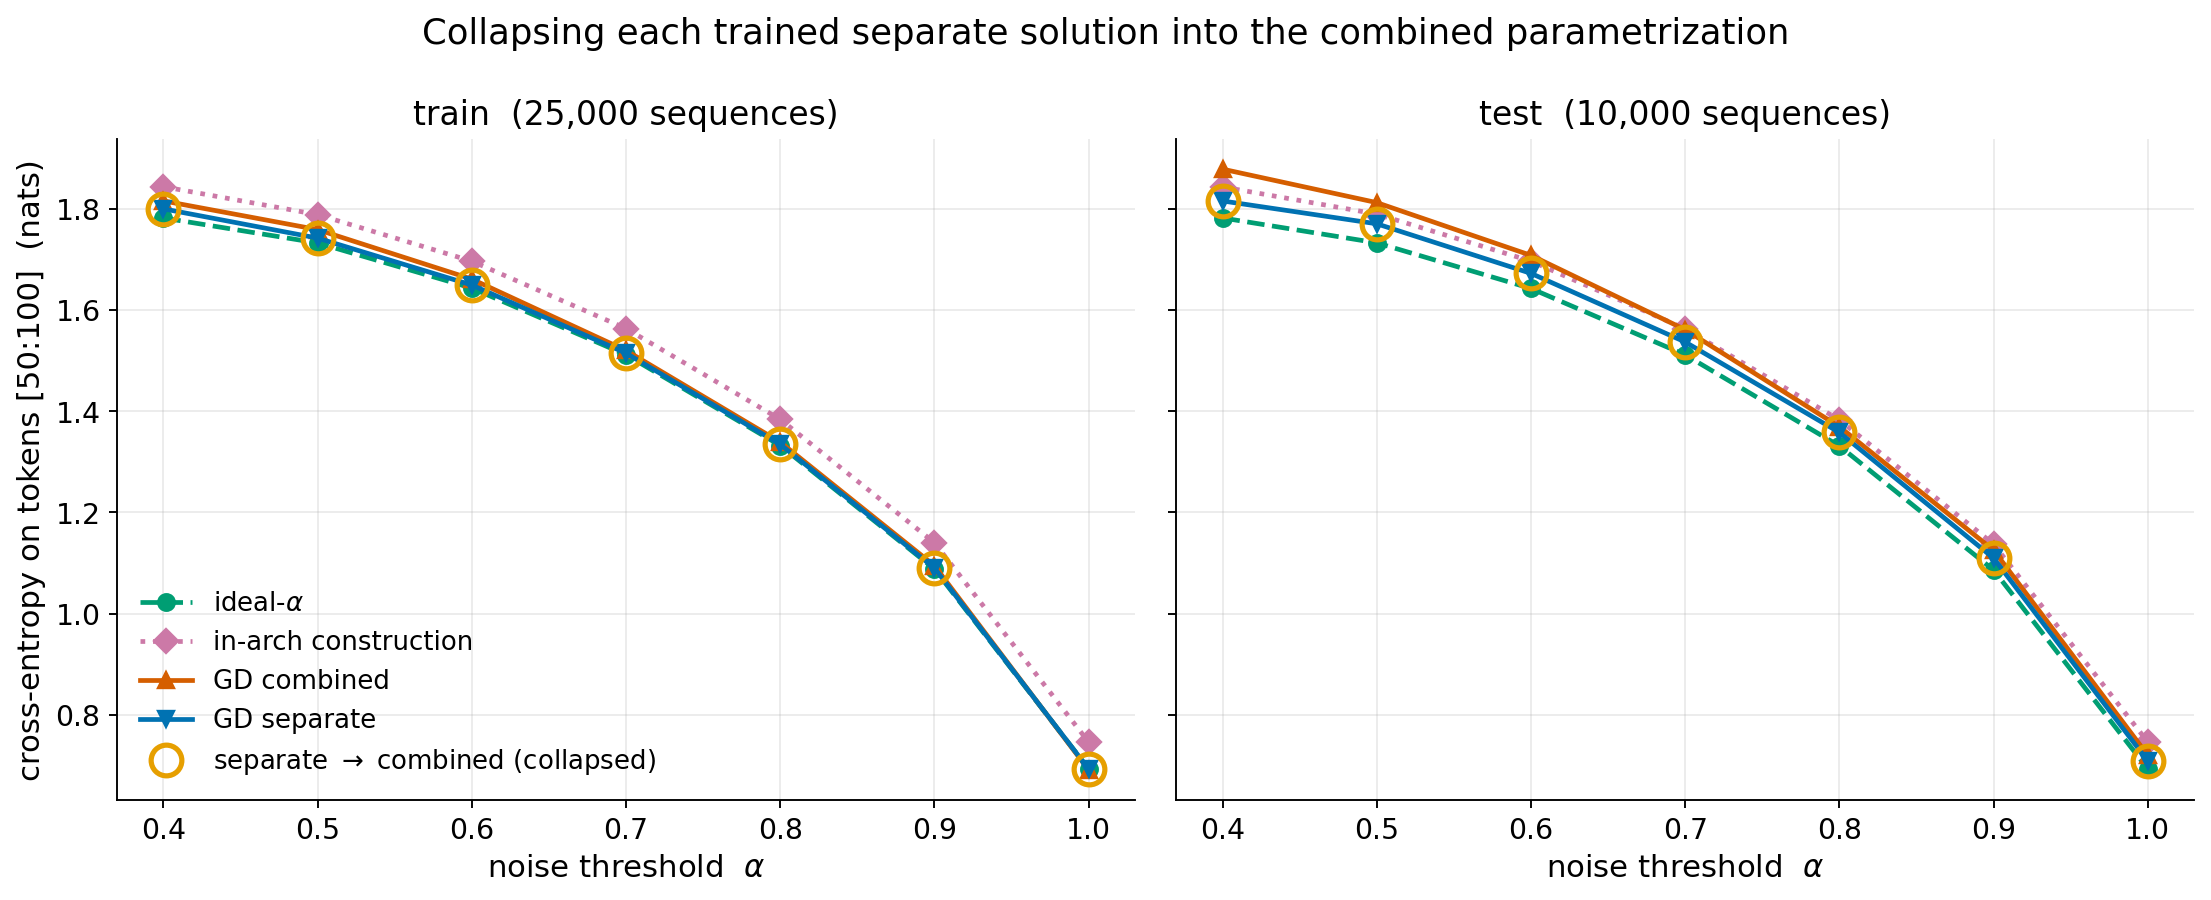 Collapsing each trained separate solution into the combined parametrization
train (25,000 sequences)
cross-entropy on tokens [50:100] (nats)
1.8
1.6
1.4
1.2
1.0
0.8
ideal-α
in-arch construction
GD combined
GD separate
separate → combined (collapsed)
0.4 0.5 0.6 0.7 0.8 0.9 1.0
noise threshold α
test (10,000 sequences)
0.4 0.5 0.6 0.7 0.8 0.9 1.0
noise threshold α